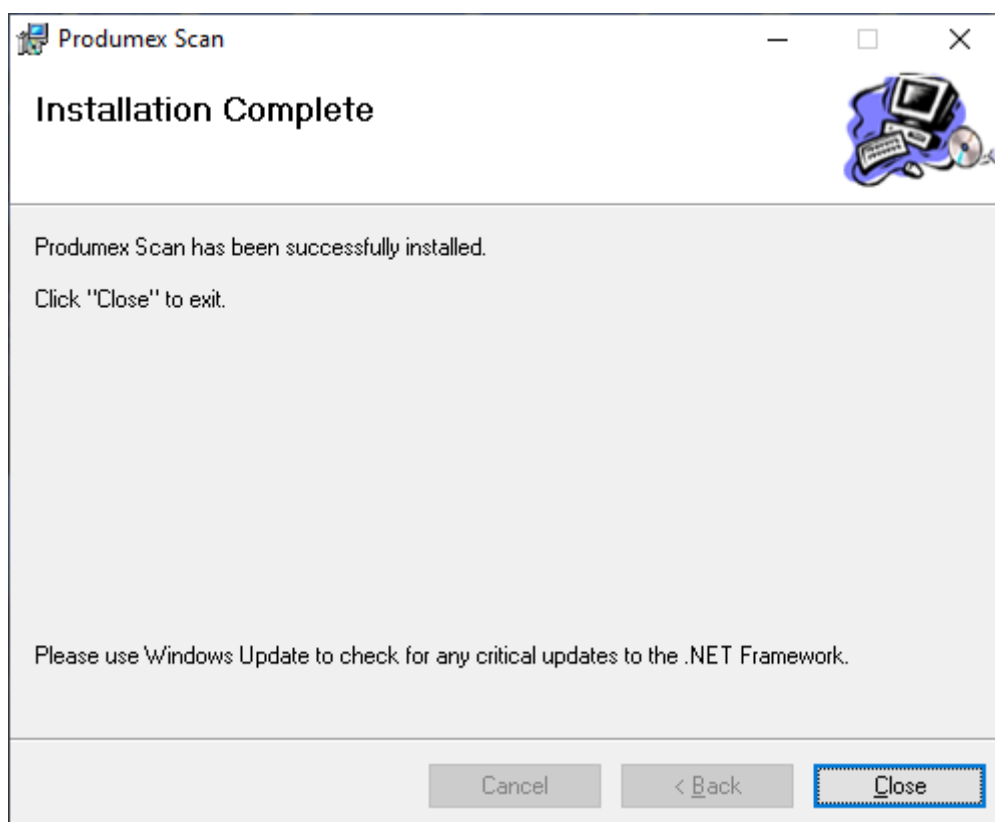 Produmex Scan
Installation Complete
Produmex Scan has been successfully installed.
Click "Close" to exit.
Please use Windows Update to check for any critical updates to the .NET Framework.
Cancel
< Back
Close